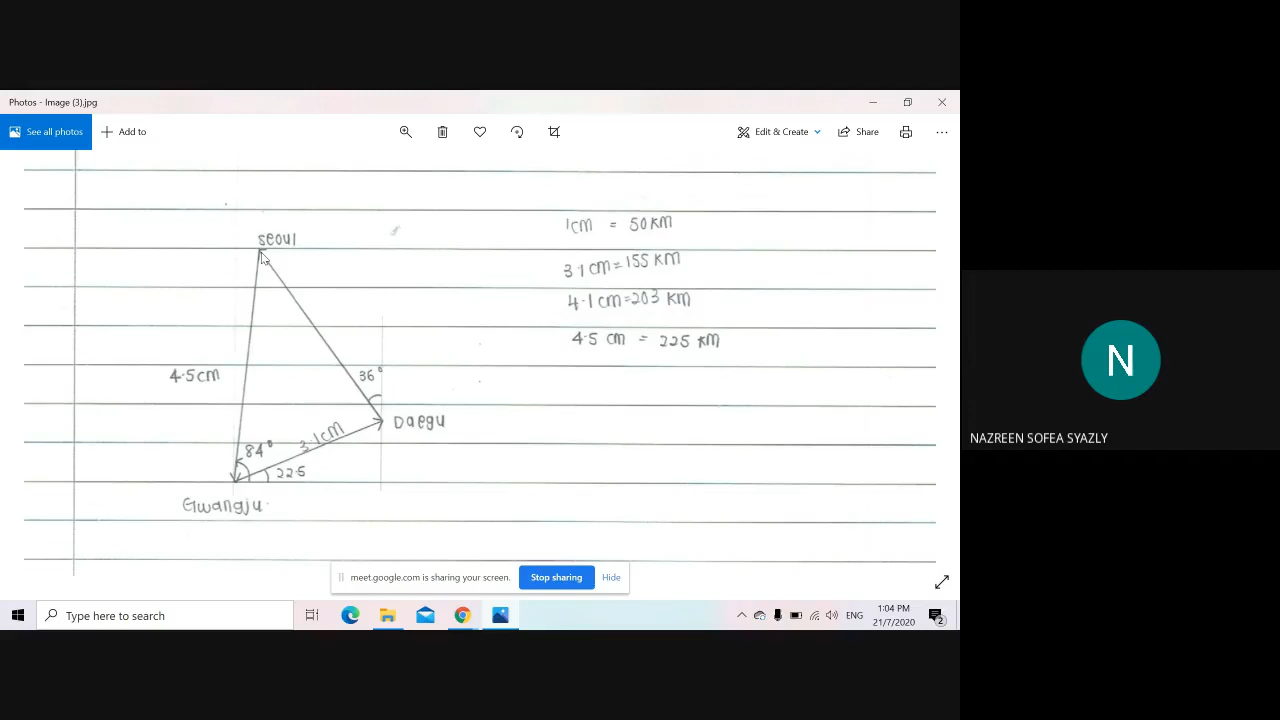 Photos - Image (3).jpg
See all photos
Add to
Edit & Create
Share
seoul
1cm = 50 KM
3.1 cm = 155 KM
4.1 cm = 203 KM
4.5 cm = 225 KM
4.5cm
36°
Daegu
84°
3.1cm
22.5
Gwangju.
N
NAZREEN SOFEA SYAZLY
meet.google.com is sharing your screen.
Stop sharing
Hide
Type here to search
ENG
1:04 PM
21/7/2020
2